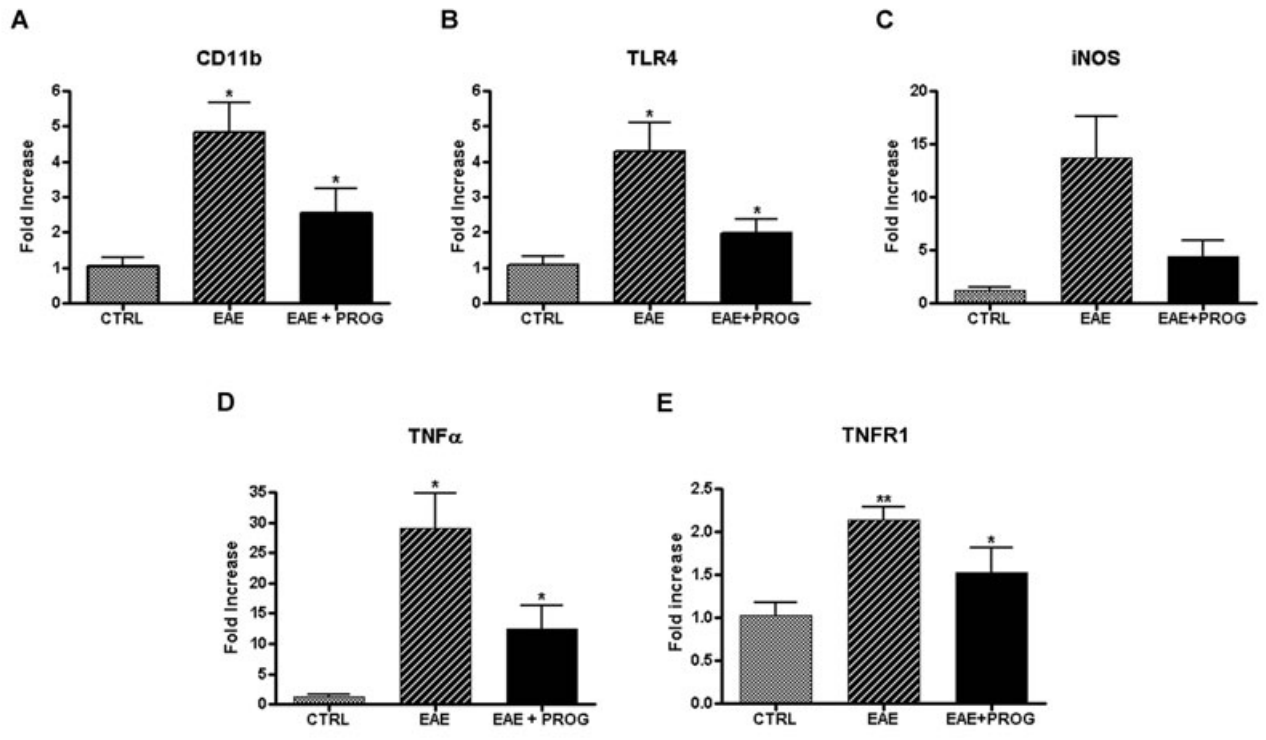 A
CD11b
Fold Increase
6
5
4
3
2
1
0
*
*
CTRL
EAE
EAE + PROG
B
TLR4
Fold Increase
6
5
4
3
2
1
0
*
*
CTRL
EAE
EAE+PROG
C
iNOS
Fold Increase
20
15
10
5
0
CTRL
EAE
EAE+PROG
D
TNFα
Fold Increase
35
30
25
20
15
10
5
0
*
*
CTRL
EAE
EAE + PROG
E
TNFR1
Fold increase
2.5
2.0
1.5
1.0
0.5
0.0
**
*
CTRL
EAE
EAE+PROG